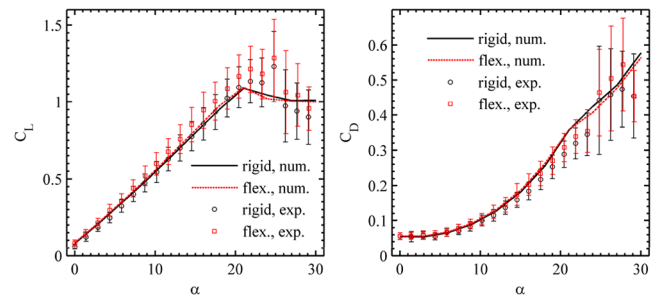 1.5
1
0.5
0
C_L
0
10
20
30
α
rigid, num.
flex., num.
rigid, exp.
flex., exp.
0.6
0.5
0.4
0.3
0.2
0.1
0
C_D
0
10
20
30
α
rigid, num.
flex., num.
rigid, exp.
flex., exp.